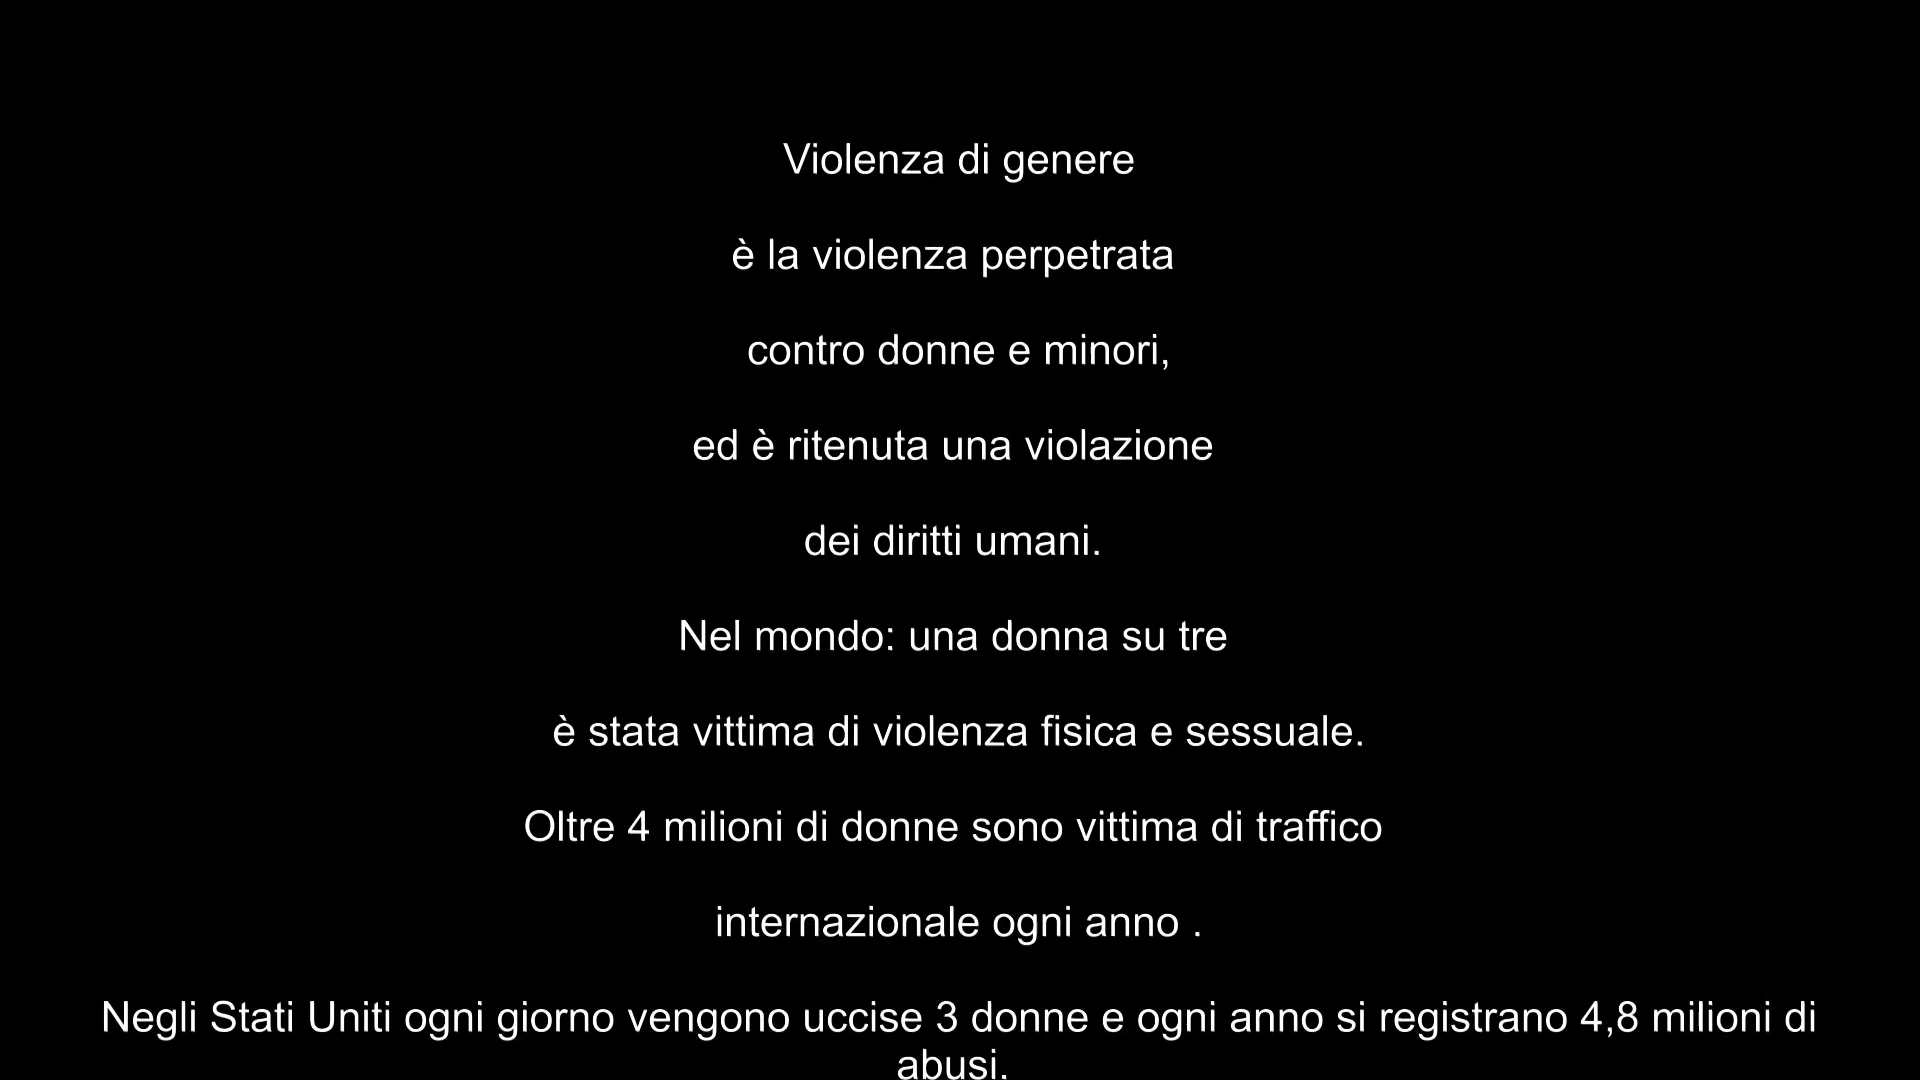 Violenza di genere
è la violenza perpetrata
contro donne e minori,
ed è ritenuta una violazione
dei diritti umani.
Nel mondo: una donna su tre
è stata vittima di violenza fisica e sessuale.
Oltre 4 milioni di donne sono vittima di traffico
internazionale ogni anno .
Negli Stati Uniti ogni giorno vengono uccise 3 donne e ogni anno si registrano 4,8 milioni di
abusi.